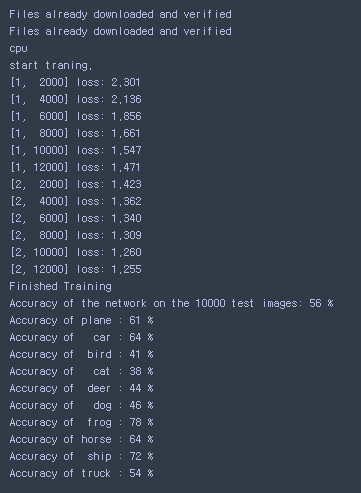 Files already downloaded and verified
Files already downloaded and verified
cpu
start traning.
[1,  2000] loss: 2.301
[1,  4000] loss: 2.136
[1,  6000] loss: 1.856
[1,  8000] loss: 1.661
[1, 10000] loss: 1.547
[1, 12000] loss: 1.471
[2,  2000] loss: 1.423
[2,  4000] loss: 1.362
[2,  6000] loss: 1.340
[2,  8000] loss: 1.309
[2, 10000] loss: 1.260
[2, 12000] loss: 1.255
Finished Training
Accuracy of the network on the 10000 test images: 56 %
Accuracy of plane : 61 %
Accuracy of   car : 64 %
Accuracy of  bird : 41 %
Accuracy of   cat : 38 %
Accuracy of  deer : 44 %
Accuracy of   dog : 46 %
Accuracy of  frog : 78 %
Accuracy of horse : 64 %
Accuracy of  ship : 72 %
Accuracy of truck : 54 %